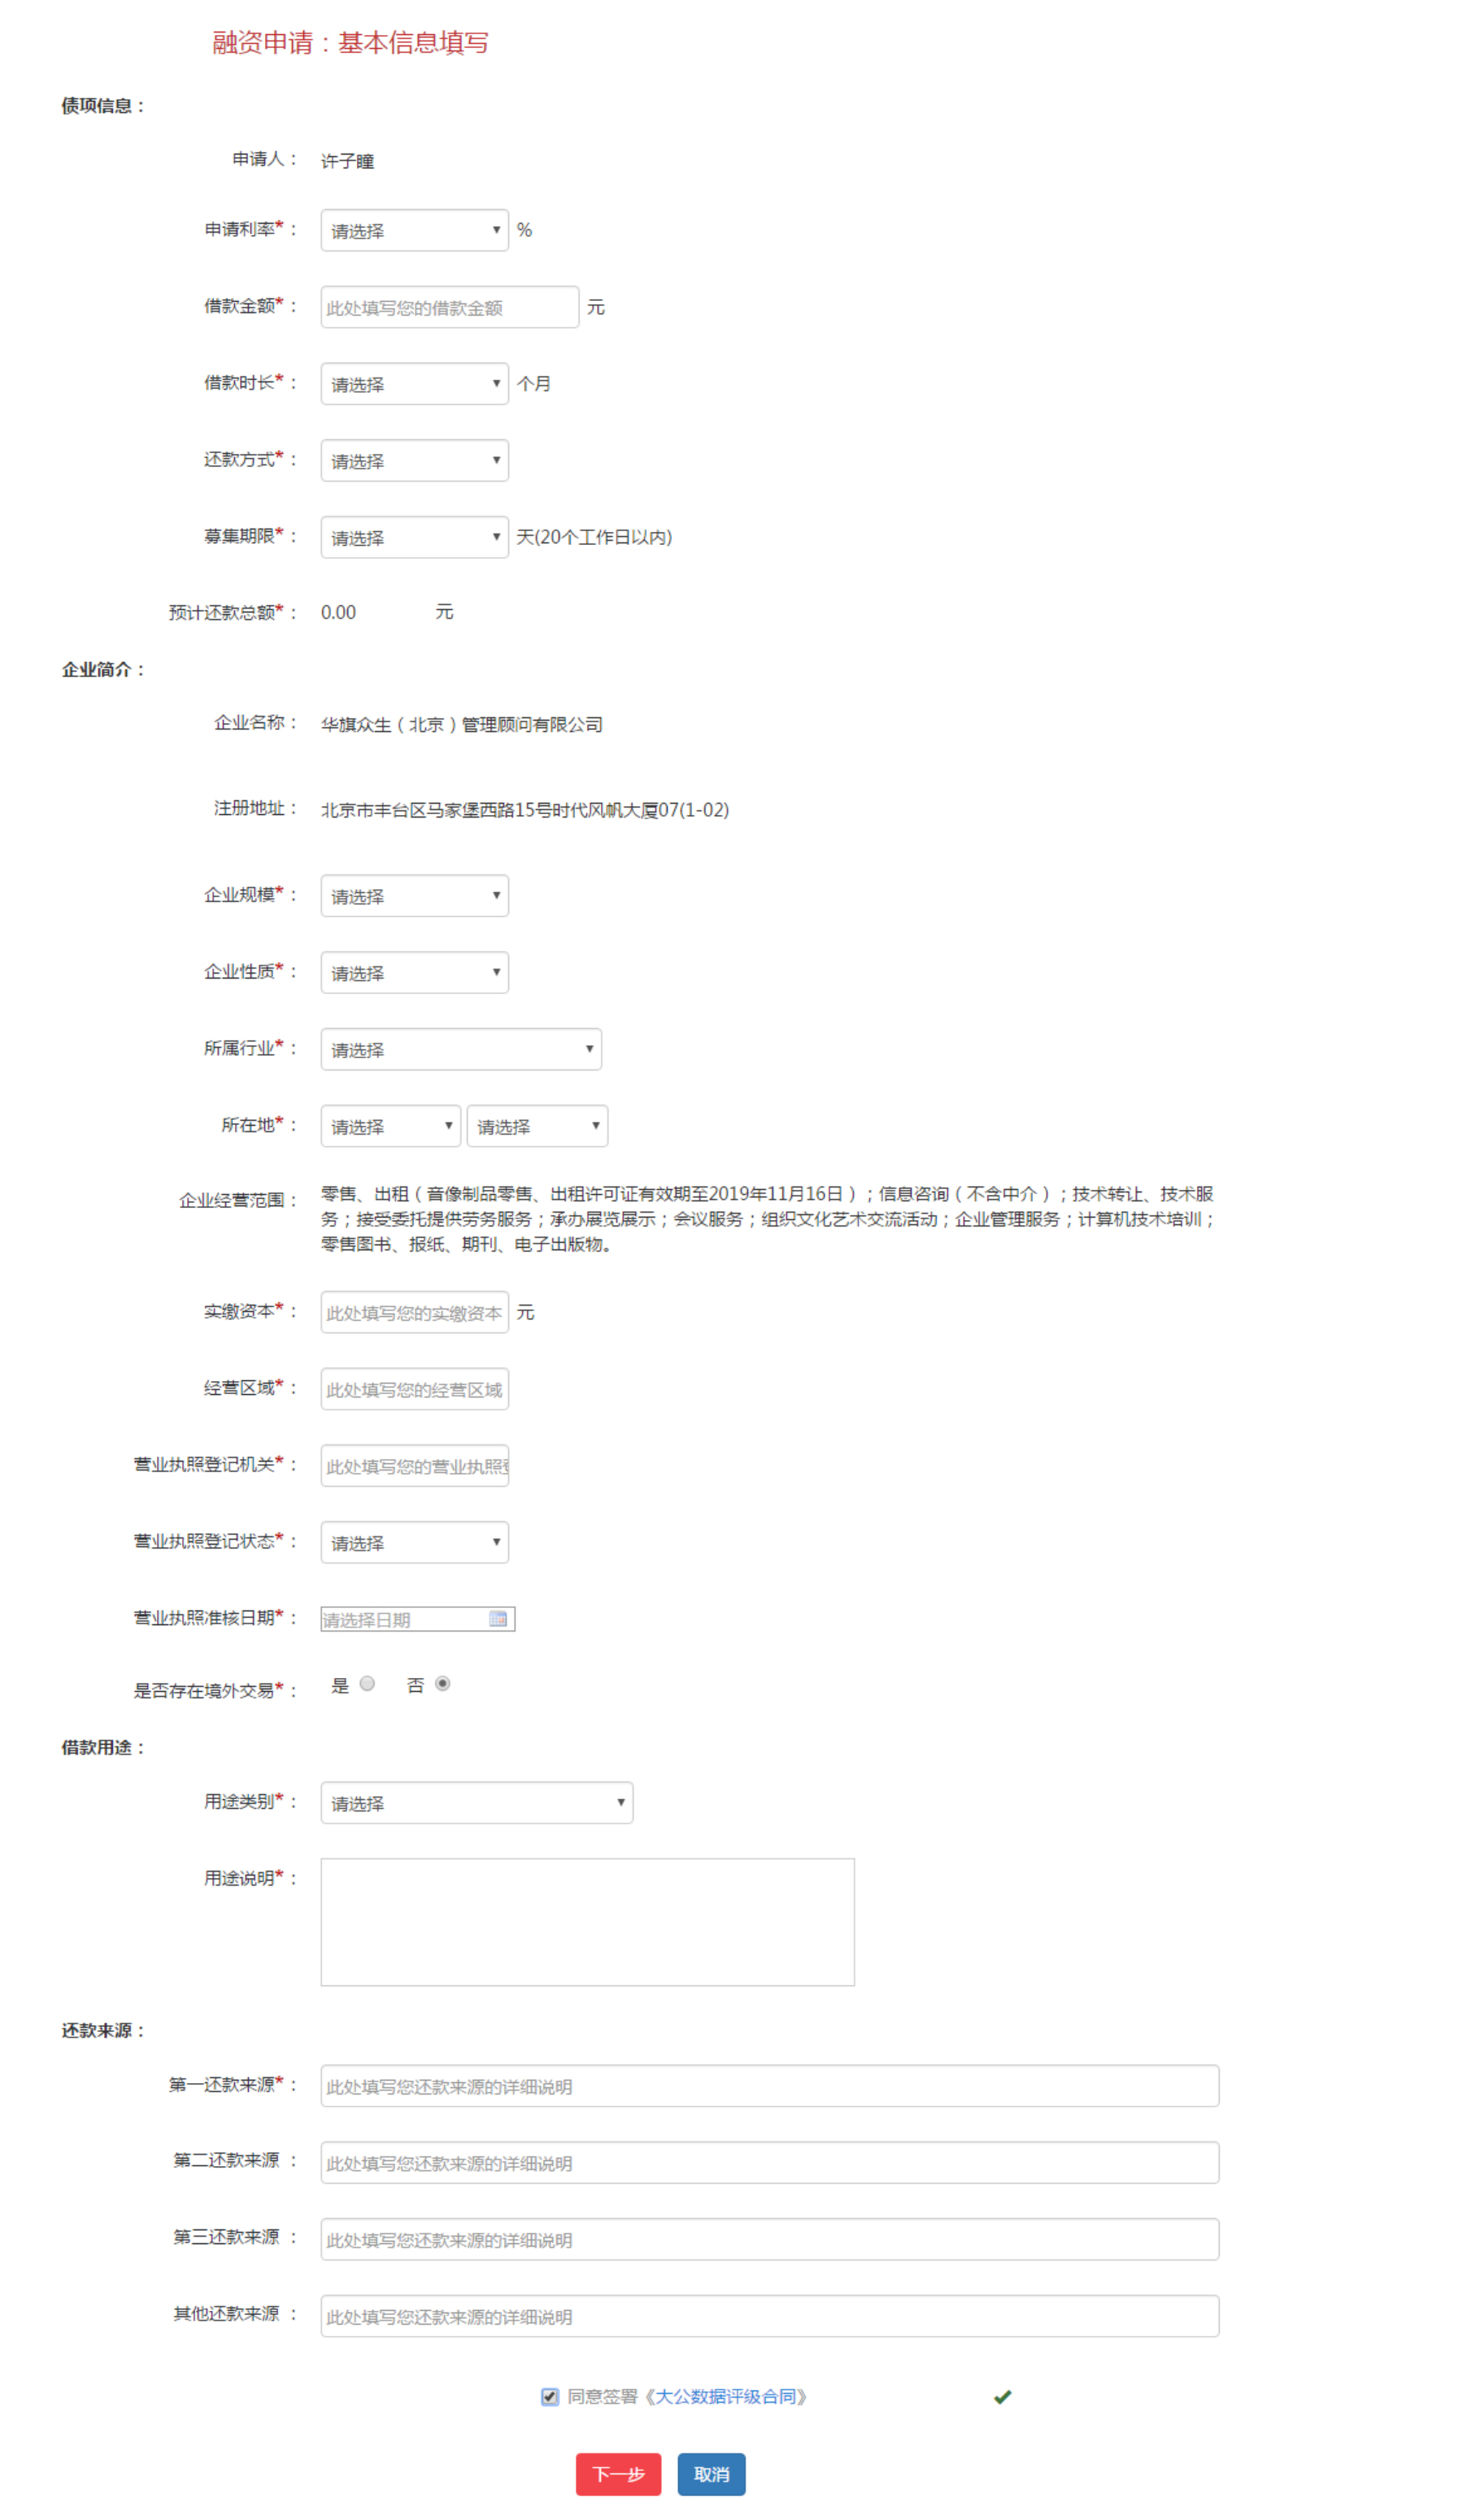 融资申请：基本信息填写
债项信息：
申请人： 许子瞳
申请利率*： 请选择 %
借款金额*： 此处填写您的借款金额 元
借款时长*： 请选择 个月
还款方式*： 请选择
募集期限*： 请选择 天(20个工作日以内)
预计还款总额*： 0.00 元
企业简介：
企业名称： 华旗众生（北京）管理顾问有限公司
注册地址： 北京市丰台区马家堡西路15号时代风帆大厦07(1-02)
企业规模*： 请选择
企业性质*： 请选择
所属行业*： 请选择
所在地*： 请选择 请选择
企业经营范围： 零售、出租（音像制品零售、出租许可证有效期至2019年11月16日）；信息咨询（不含中介）；技术转让、技术服
务；接受委托提供劳务服务；承办展览展示；会议服务；组织文化艺术交流活动；企业管理服务；计算机技术培训；
零售图书、报纸、期刊、电子出版物。
实缴资本*： 此处填写您的实缴资本 元
经营区域*： 此处填写您的经营区域
营业执照登记机关*： 此处填写您的营业执照
营业执照登记状态*： 请选择
营业执照准核日期*： 请选择日期
是否存在境外交易*： 是 否
借款用途：
用途类别*： 请选择
用途说明*：
还款来源：
第一还款来源*： 此处填写您还款来源的详细说明
第二还款来源 ： 此处填写您还款来源的详细说明
第三还款来源 ： 此处填写您还款来源的详细说明
其他还款来源 ： 此处填写您还款来源的详细说明
同意签署《大公数据评级合同》
下一步 取消